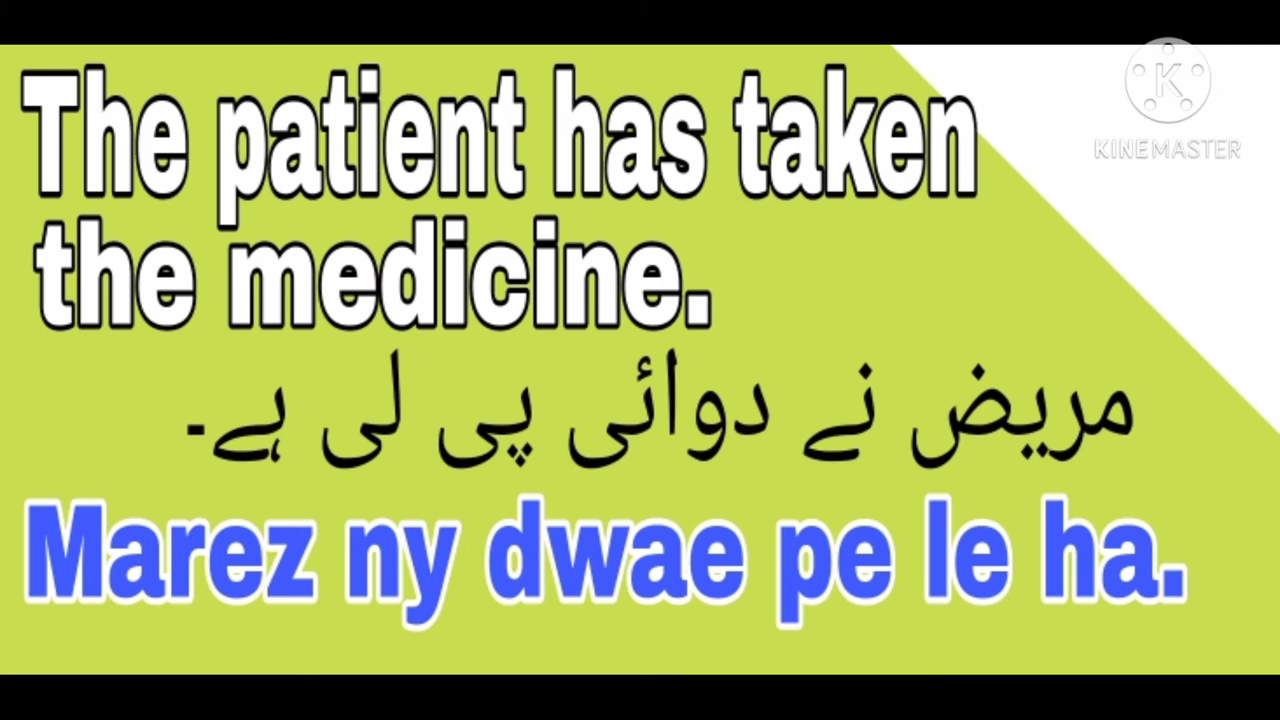 The patient has taken
the medicine.
مریض نے دوائی پی لی ہے۔
Marez ny dwae pe le ha.
K
KINEMASTER